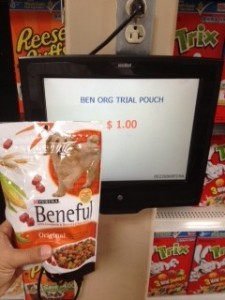 Reese's
Puffs
Trix
BEN ORG TRIAL POUCH
$ 1.00
PURINA
Beneful
Original
Trix
Trix